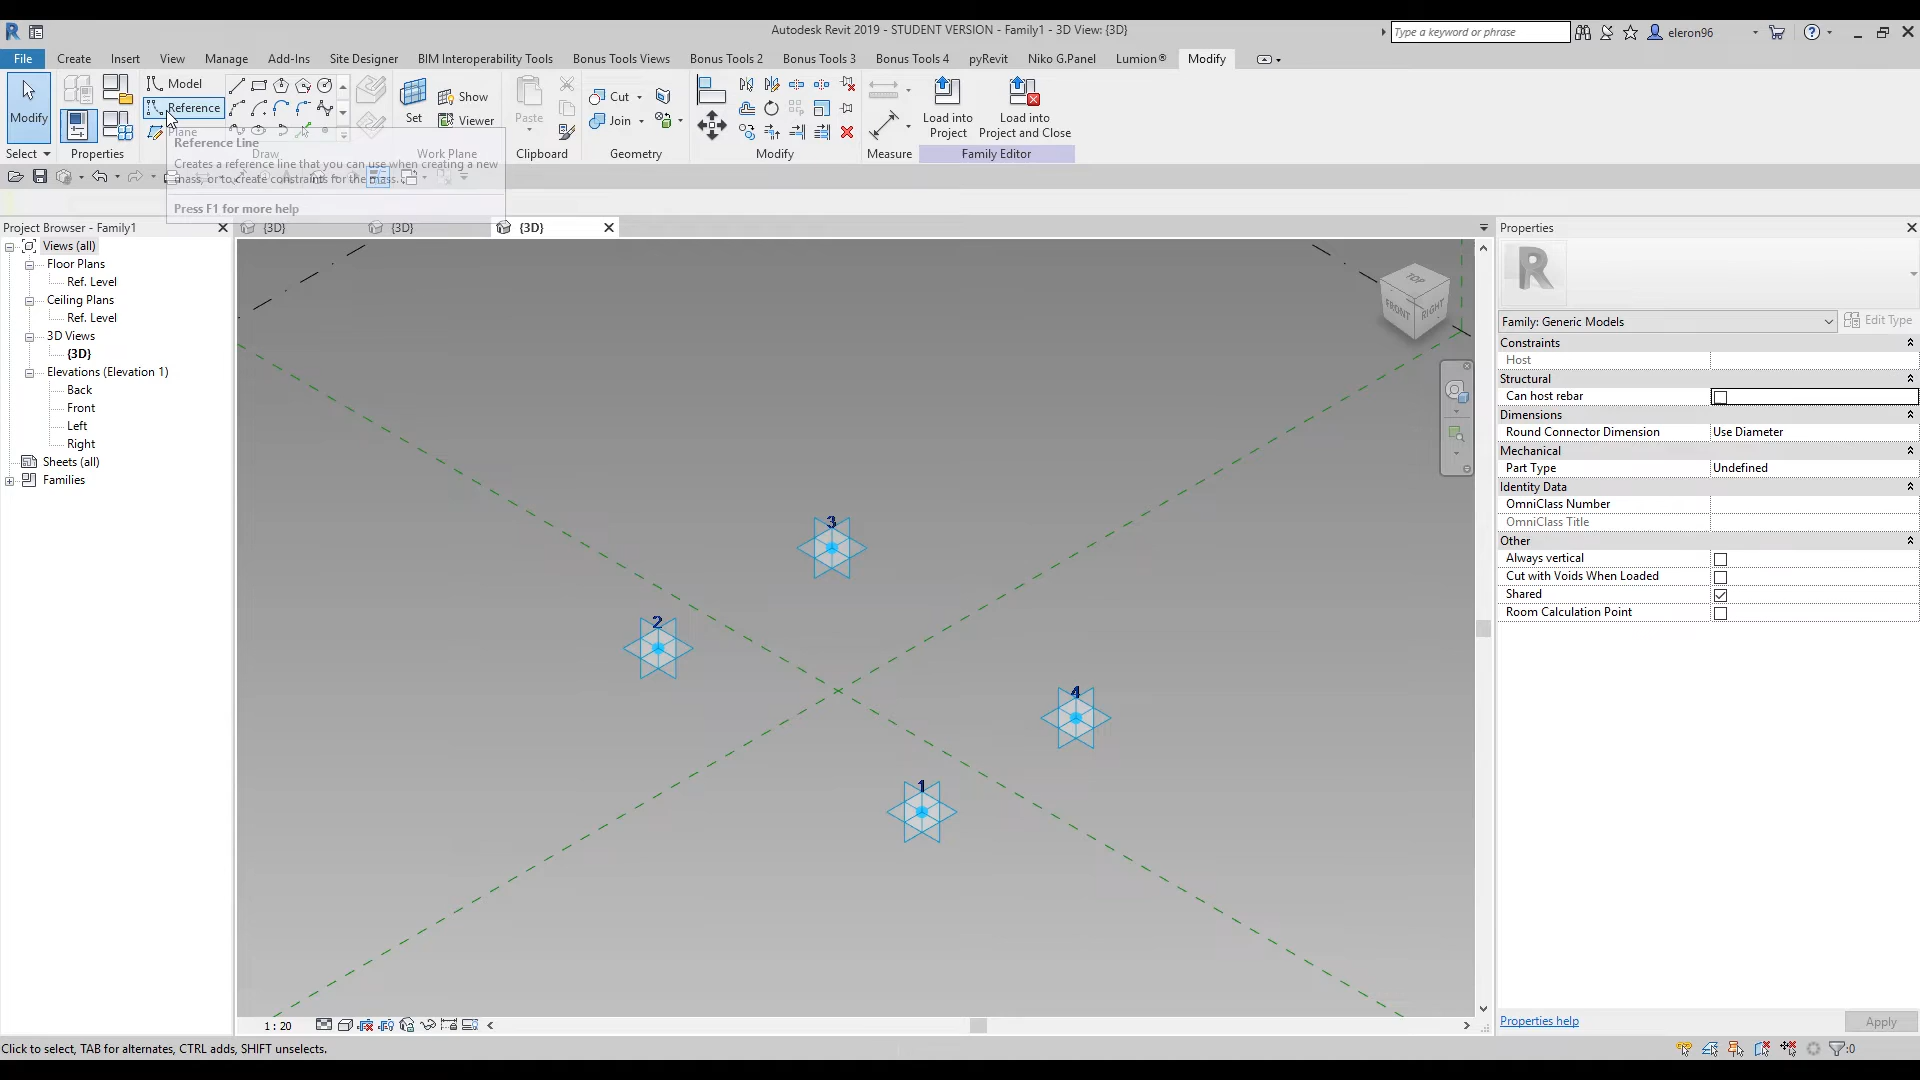 Autodesk Revit 2019 - STUDENT VERSION - Family1 - 3D View: {3D}
Type a keyword or phrase
eleron96
File Create Insert View Manage Add-Ins Site Designer BIM Interoperability Tools Bonus Tools Views Bonus Tools 2 Bonus Tools 3 Bonus Tools 4 pyRevit Niko G.Panel Lumion® Modify
Modify
Model
Reference
Plane
Set
Show
Viewer
Paste
Cut
Join
Load into
Project
Load into
Project and Close
Select Properties Draw Work Plane Clipboard Geometry Modify Measure Family Editor
Reference Line
Creates a reference line that you can use when creating a new
mass, or to create constraints for the mass.
Press F1 for more help
Project Browser - Family1
{3D} {3D} {3D}
Properties
Views (all)
Floor Plans
Ref. Level
Ceiling Plans
Ref. Level
3D Views
{3D}
Elevations (Elevation 1)
Back
Front
Left
Right
Sheets (all)
Families
TOP
FRONT RIGHT
3
2
4
1
Family: Generic Models
Edit Type
Constraints
Host
Structural
Can host rebar
Dimensions
Round Connector Dimension Use Diameter
Mechanical
Part Type Undefined
Identity Data
OmniClass Number
OmniClass Title
Other
Always vertical
Cut with Voids When Loaded
Shared
Room Calculation Point
1 : 20
Properties help
Apply
Click to select, TAB for alternates, CTRL adds, SHIFT unselects.
:0